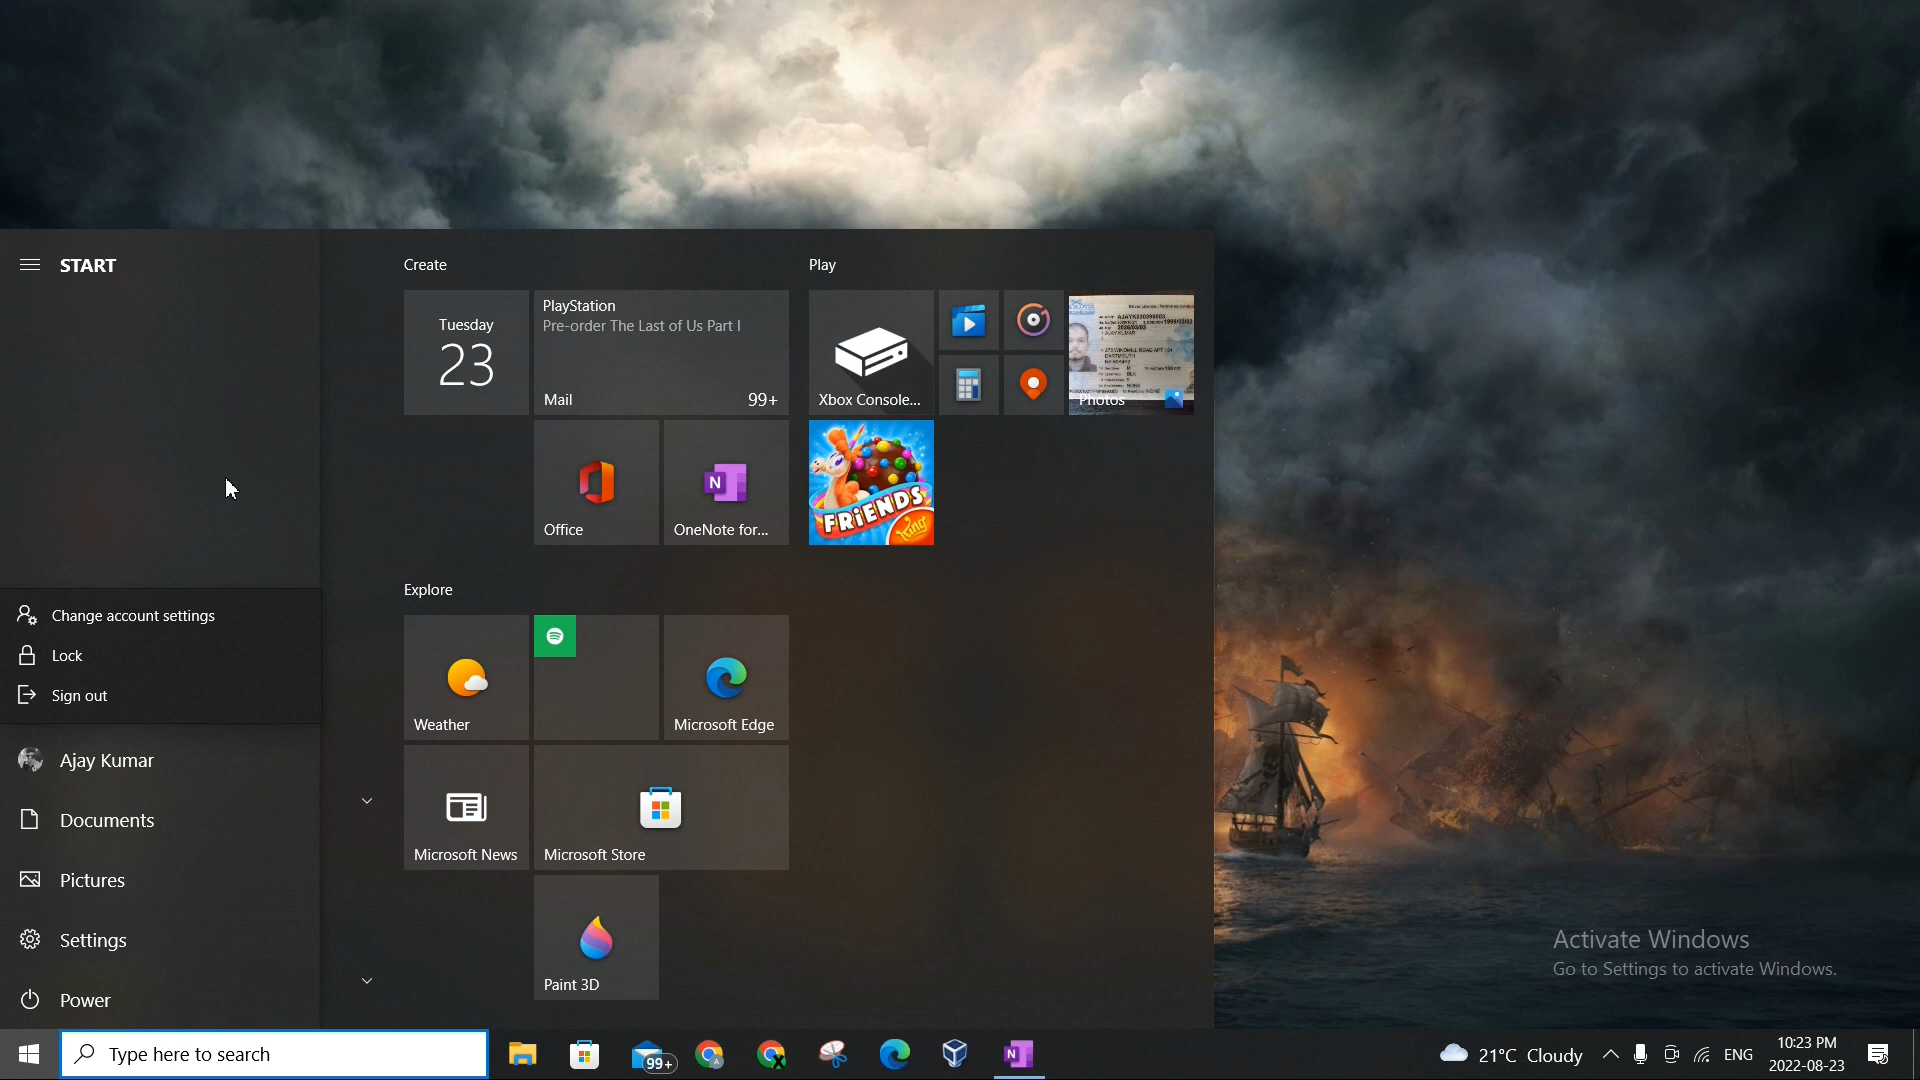 START
Create
Play
Tuesday
23
PlayStation
Pre-order The Last of Us Part I
Mail
99+
Xbox Console...
Photos
Office
OneNote for...
FRiENDS
King
Change account settings
Lock
Sign out
Explore
Weather
Microsoft Edge
Ajay Kumar
Documents
Microsoft News
Microsoft Store
Pictures
Settings
Paint 3D
Power
Activate Windows
Go to Settings to activate Windows.
Type here to search
99+
21°C Cloudy
ENG
10:23 PM
2022-08-23